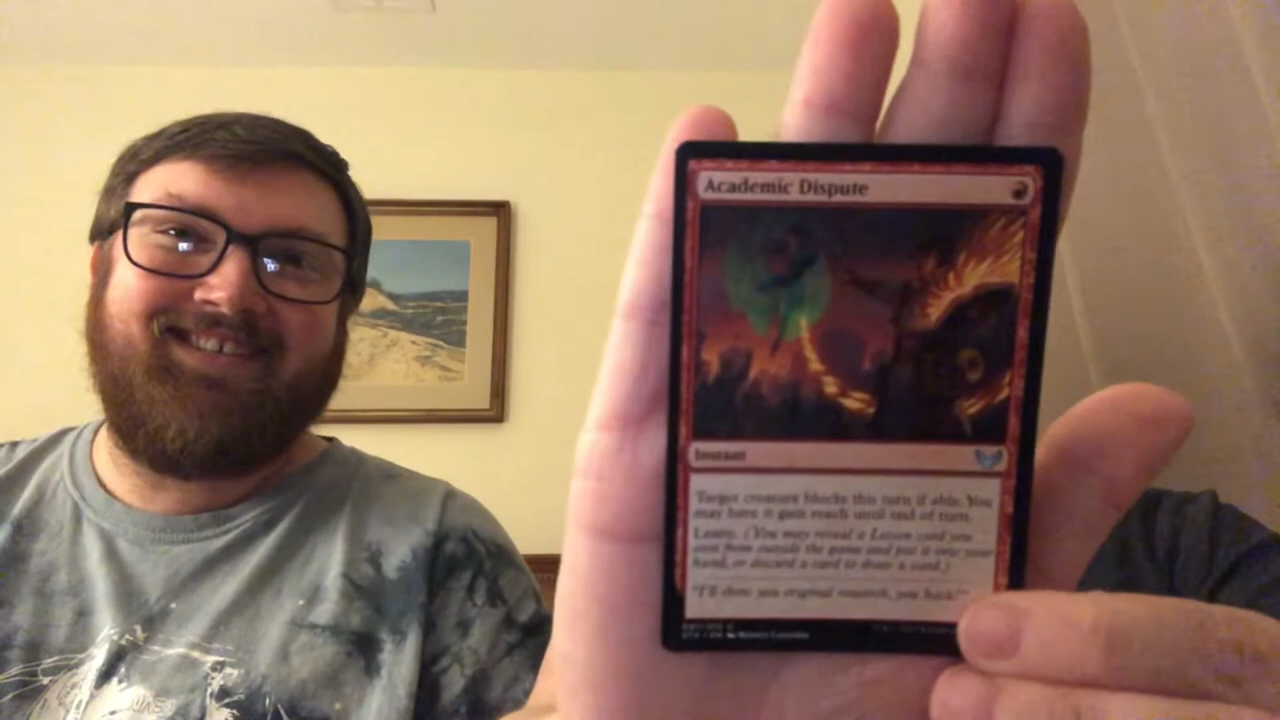 Academic Dispute
Instant
Target creature blocks this turn if able. You
may have it gain reach until end of turn.
Learn. (You may reveal a Lesson card you
own from outside the game and put it into your
hand, or discard a card to draw a card.)
"I'll show you original research, you hack!"
STX • EN